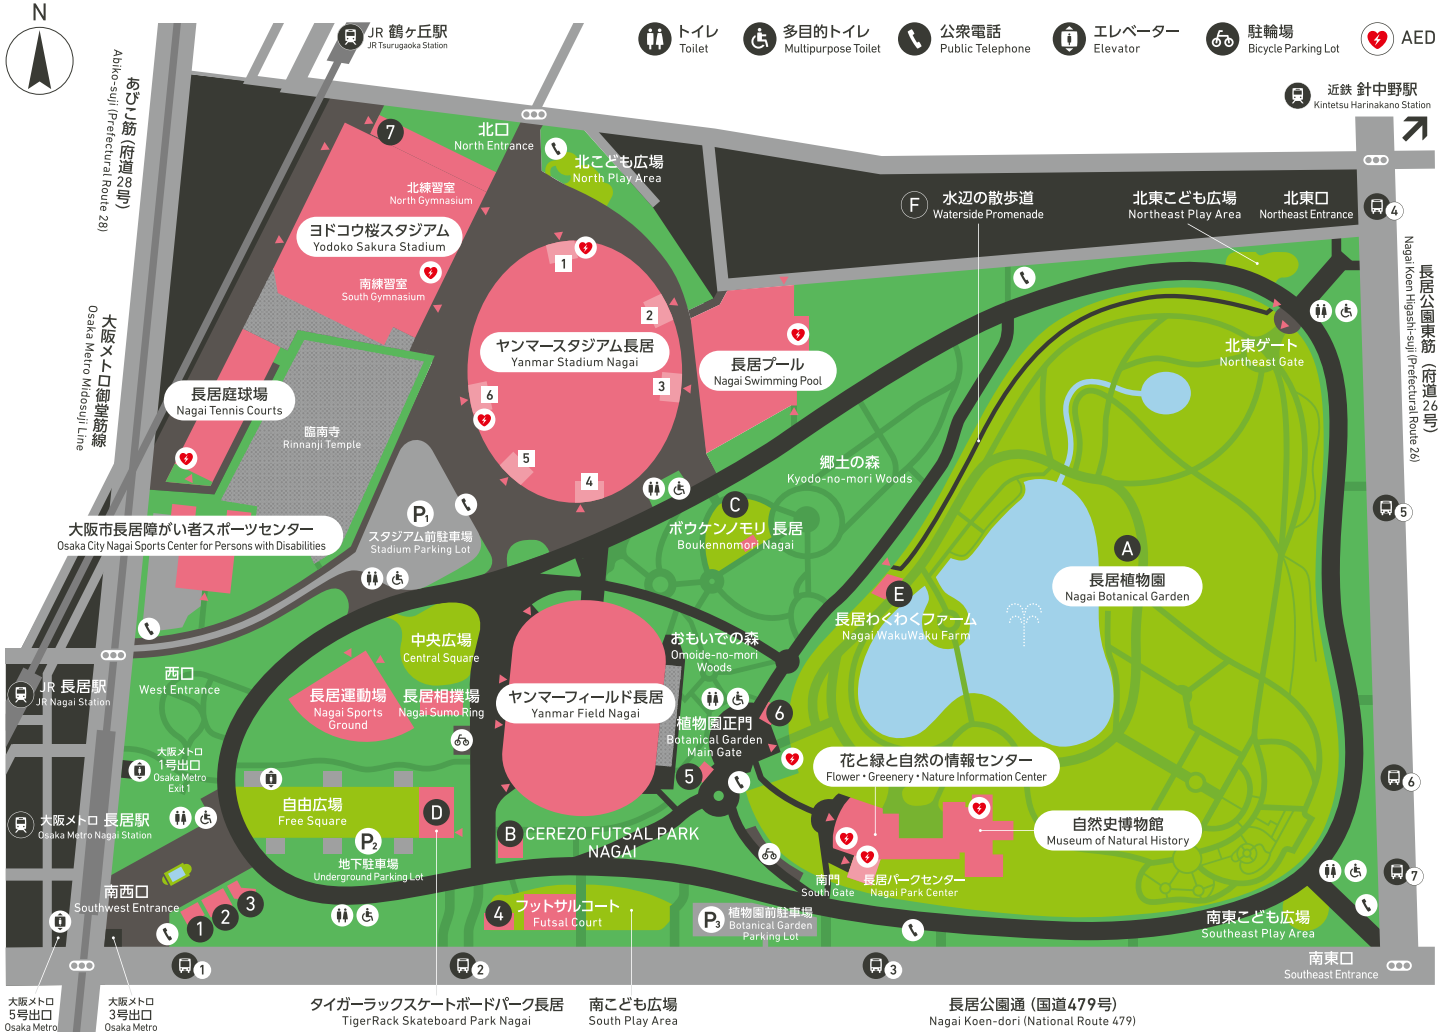 N
JR 鶴ヶ丘駅
JR Tsurugaoka Station
トイレ
Toilet
多目的トイレ
Multipurpose Toilet
公衆電話
Public Telephone
エレベーター
Elevator
駐輪場
Bicycle Parking Lot
AED
近鉄 針中野駅
Kintetsu Harinakano Station
あびこ筋（府道28号）
Abiko-suji (Prefectural Route 28)
7
北口
North Entrance
北こども広場
North Play Area
北練習室
North Gymnasium
ヨドコウ桜スタジアム
Yodoko Sakura Stadium
南練習室
South Gymnasium
F
水辺の散歩道
Waterside Promenade
北東こども広場
Northeast Play Area
北東口
Northeast Entrance
4
長居公園東筋（府道26号）
Nagai Koen Higashi-suji (Prefectural Route 26)
大阪メトロ御堂筋線
Osaka Metro Midosuji Line
1
2
3
4
5
6
ヤンマースタジアム長居
Yanmar Stadium Nagai
長居プール
Nagai Swimming Pool
北東ゲート
Northeast Gate
長居庭球場
Nagai Tennis Courts
臨南寺
Rinnanji Temple
郷土の森
Kyodo-no-mori Woods
大阪市長居障がい者スポーツセンター
Osaka City Nagai Sports Center for Persons with Disabilities
P1
スタジアム前駐車場
Stadium Parking Lot
C
ボウケンノモリ 長居
Boukennomori Nagai
5
A
長居植物園
Nagai Botanical Garden
E
長居わくわくファーム
Nagai WakuWaku Farm
中央広場
Central Square
おもいでの森
Omoide-no-mori
Woods
西口
West Entrance
JR 長居駅
JR Nagai Station
長居運動場
Nagai Sports
Ground
長居相撲場
Nagai Sumo Ring
ヤンマーフィールド長居
Yanmar Field Nagai
植物園正門
Botanical Garden
Main Gate
6
5
大阪メトロ
1号出口
Osaka Metro
Exit 1
花と緑と自然の情報センター
Flower・Greenery・Nature Information Center
6
大阪メトロ 長居駅
Osaka Metro Nagai Station
自由広場
Free Square
D
P2
地下駐車場
Underground Parking Lot
B
CEREZO FUTSAL PARK
NAGAI
自然史博物館
Museum of Natural History
7
南門
South Gate
長居パークセンター
Nagai Park Center
南西口
Southwest Entrance
1
2
3
4
フットサルコート
Futsal Court
P3
植物園前駐車場
Botanical Garden
Parking Lot
南東こども広場
Southeast Play Area
南東口
Southeast Entrance
1
2
3
大阪メトロ
5号出口
Osaka Metro
大阪メトロ
3号出口
Osaka Metro
タイガーラックスケートボードパーク長居
TigerRack Skateboard Park Nagai
南こども広場
South Play Area
長居公園通（国道479号）
Nagai Koen-dori (National Route 479)